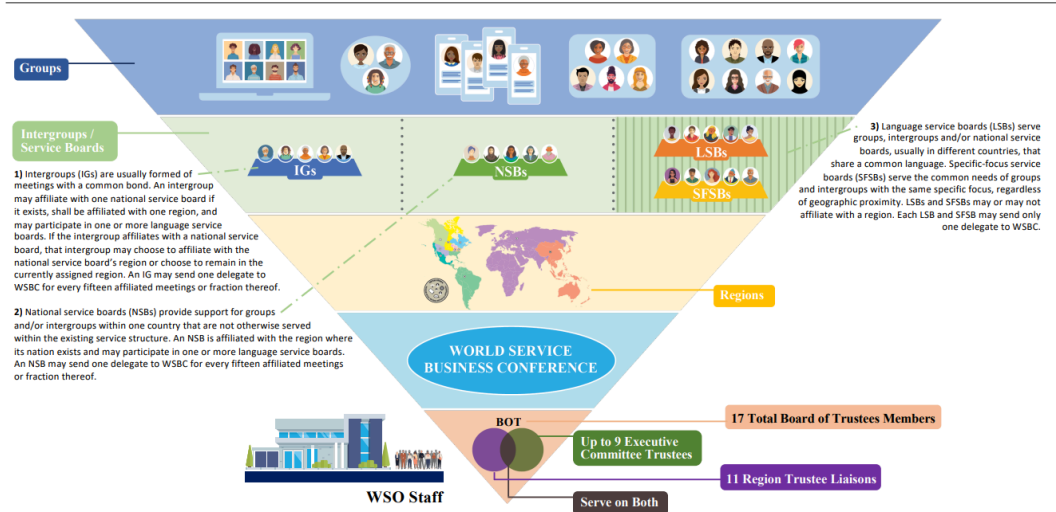 Groups
Intergroups /
Service Boards
IGs
NSBs
LSBs
SFSBs
1) Intergroups (IGs) are usually formed of
meetings with a common bond. An intergroup
may affiliate with one national service board if
it exists, shall be affiliated with one region, and
may participate in one or more language service
boards. If the intergroup affiliates with a national service
board, that intergroup may choose to affiliate with the
national service board’s region or choose to remain in the
currently assigned region. An IG may send one delegate to
WSBC for every fifteen affiliated meetings or fraction thereof.
2) National service boards (NSBs) provide support for groups
and/or intergroups within one country that are not otherwise served
within the existing service structure. An NSB is affiliated with the region where
its nation exists and may participate in one or more language service boards.
An NSB may send one delegate to WSBC for every fifteen affiliated meetings
or fraction thereof.
3) Language service boards (LSBs) serve
groups, intergroups and/or national service
boards, usually in different countries, that
share a common language. Specific-focus service
boards (SFSBs) serve the common needs of groups
and intergroups with the same specific focus, regardless
of geographic proximity. LSBs and SFSBs may or may not
affiliate with a region. Each LSB and SFSB may send only
one delegate to WSBC.
Regions
WORLD SERVICE
BUSINESS CONFERENCE
BOT
17 Total Board of Trustees Members
Up to 9 Executive
Committee Trustees
11 Region Trustee Liaisons
Serve on Both
WSO Staff